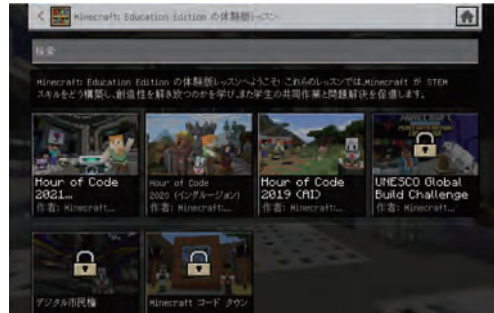 Minecraft: Education Edition の体験版レッスン
検索
Minecraft: Education Edition の体験版レッスンへようこそ! これらのレッスンでは、Minecraft が STEM
スキルをどう構築し、創造性を解き放つのかを学び、また学生の共同作業と問題解決を促進します。
Hour of Code
2021...
作者: Minecraft...
Hour of Code
2020 (インクルージョン)
作者: Minecraft...
Hour of Code
2019 (AI)
作者: Minecraft...
UNESCO Global
Build Challenge
作者: Minecraft...
デジタル市民権
Minecraft コード タウン